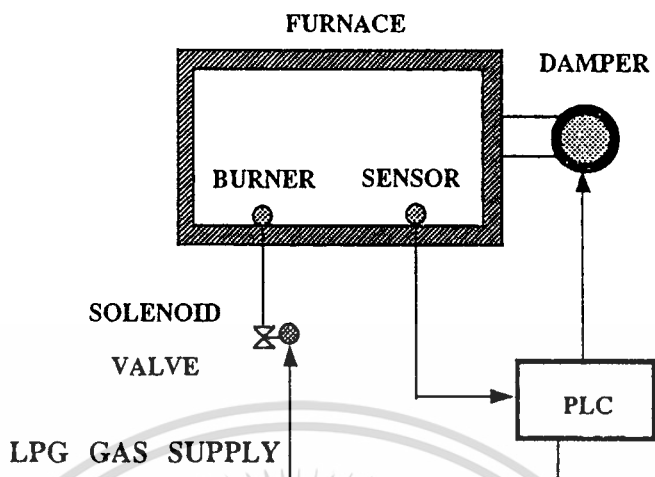 FURNACE
DAMPER
BURNER
SENSOR
SOLENOID
VALVE
PLC
LPG GAS SUPPLY